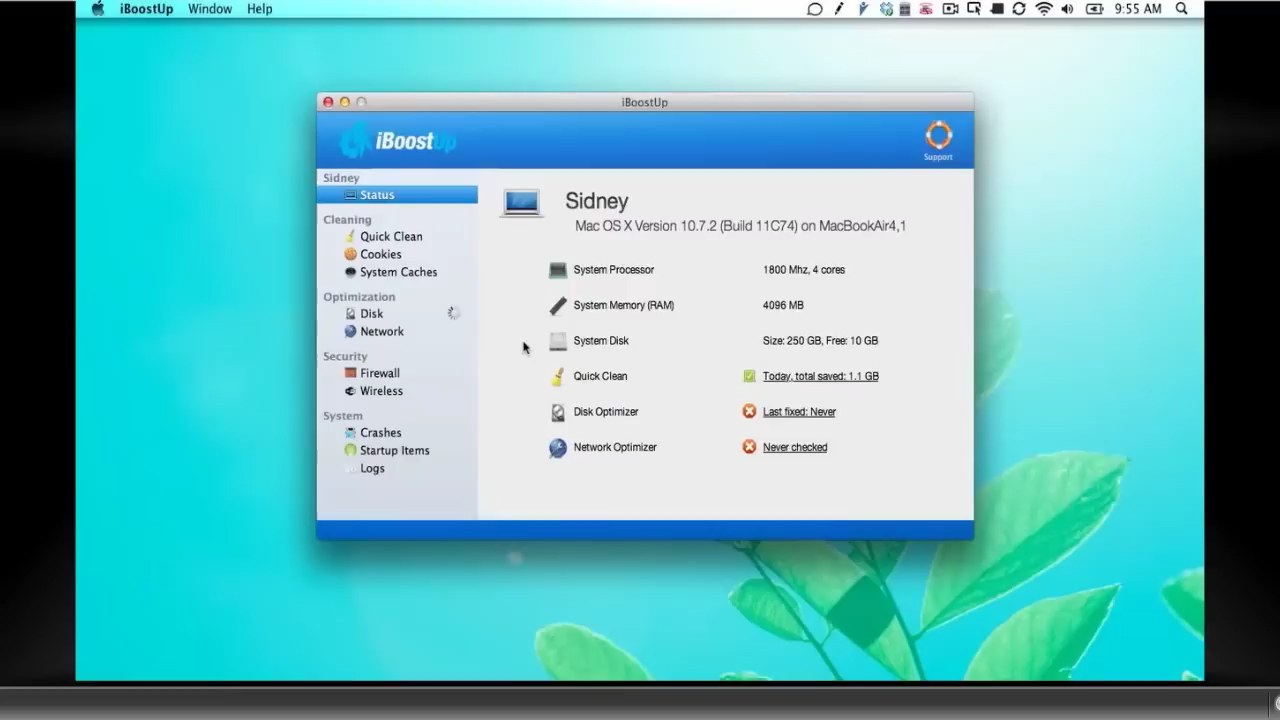 iBoostUp Window Help 9:55 AM
iBoostUp
iBoostUp
Support
Sidney
Status
Cleaning
Quick Clean
Cookies
System Caches
Optimization
Disk
Network
Security
Firewall
Wireless
System
Crashes
Startup Items
Logs
Sidney
Mac OS X Version 10.7.2 (Build 11C74) on MacBookAir4,1
System Processor 1800 Mhz, 4 cores
System Memory (RAM) 4096 MB
System Disk Size: 250 GB, Free: 10 GB
Quick Clean Today, total saved: 1.1 GB
Disk Optimizer Last fixed: Never
Network Optimizer Never checked